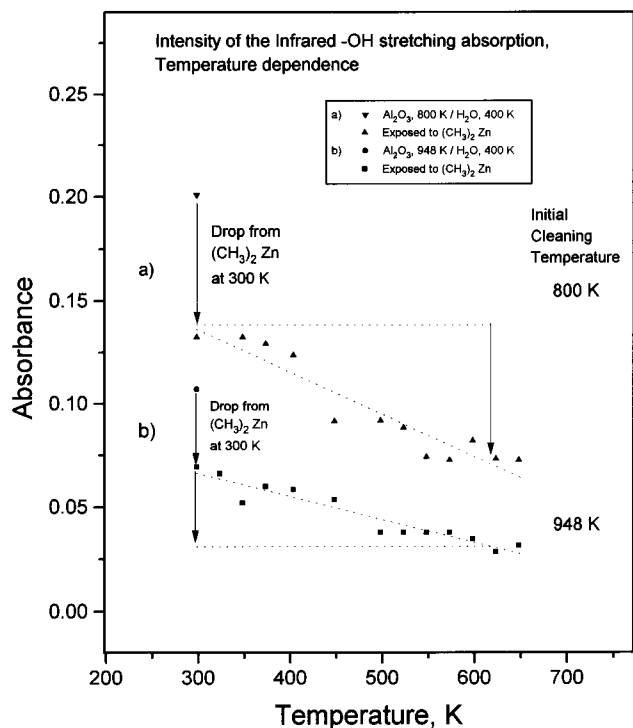 Intensity of the Infrared -OH stretching absorption,
Temperature dependence
a) ▼ Al₂O₃, 800 K / H₂O, 400 K
▲ Exposed to (CH₃)₂ Zn
b) ● Al₂O₃, 948 K / H₂O, 400 K
■ Exposed to (CH₃)₂ Zn
0.25
0.20
0.15
0.10
0.05
0.00
Absorbance
a)
Drop from
(CH₃)₂ Zn
at 300 K
Initial
Cleaning
Temperature
800 K
b)
Drop from
(CH₃)₂ Zn
at 300 K
948 K
200 300 400 500 600 700
Temperature, K